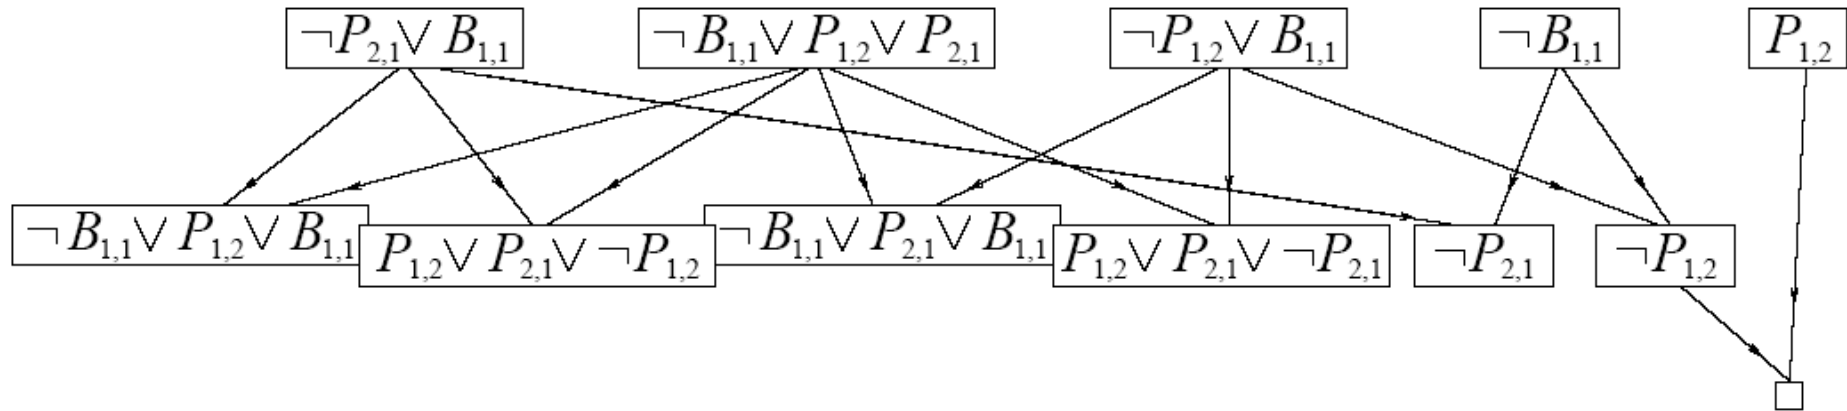 ¬P₂,₁ ∨ B₁,₁
¬B₁,₁ ∨ P₁,₂ ∨ P₂,₁
¬P₁,₂ ∨ B₁,₁
¬B₁,₁
P₁,₂
¬B₁,₁ ∨ P₁,₂ ∨ B₁,₁
P₁,₂ ∨ P₂,₁ ∨ ¬P₁,₂
¬B₁,₁ ∨ P₂,₁ ∨ B₁,₁
P₁,₂ ∨ P₂,₁ ∨ ¬P₂,₁
¬P₂,₁
¬P₁,₂